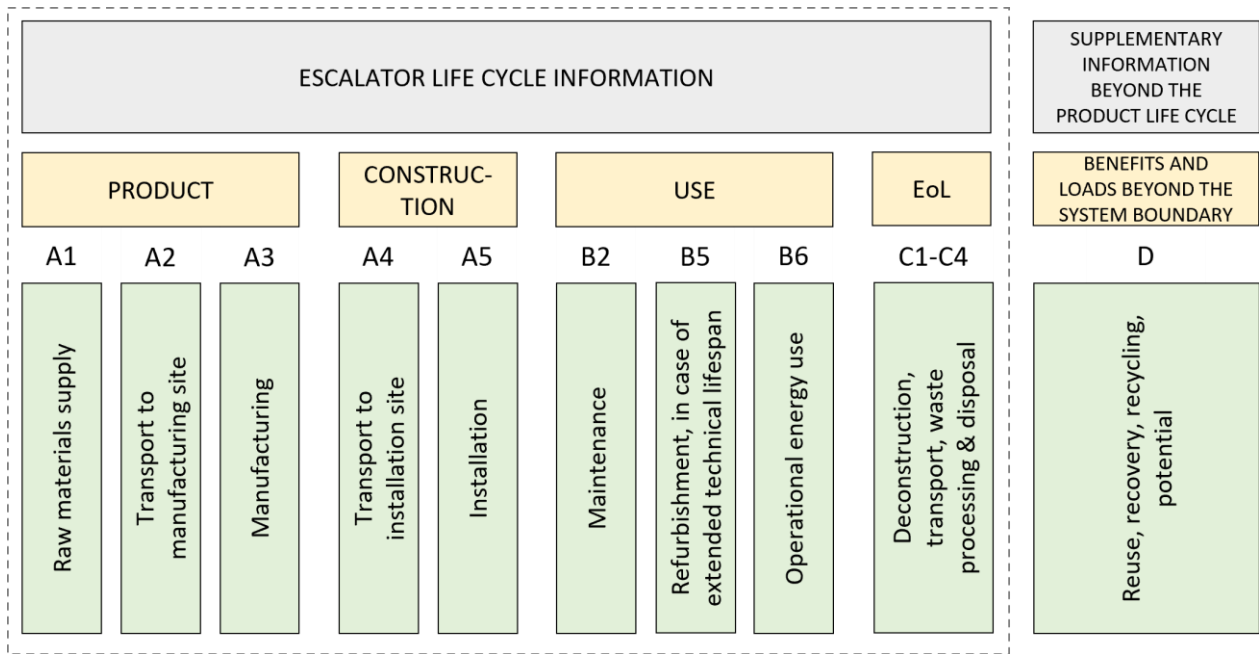 ESCALATOR LIFE CYCLE INFORMATION
SUPPLEMENTARY
INFORMATION
BEYOND THE
PRODUCT LIFE CYCLE
PRODUCT
CONSTRUC-
TION
USE
EoL
BENEFITS AND
LOADS BEYOND THE
SYSTEM BOUNDARY
A1
A2
A3
A4
A5
B2
B5
B6
C1-C4
D
Raw materials supply
Transport to
manufacturing site
Manufacturing
Transport to
installation site
Installation
Maintenance
Refurbishment, in case of
extended technical lifespan
Operational energy use
Deconstruction,
transport, waste
processing & disposal
Reuse, recovery, recycling,
potential